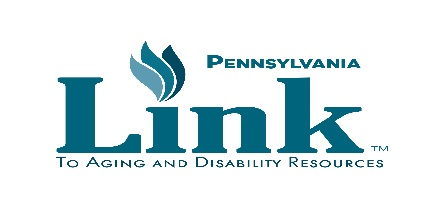 PENNSYLVANIA
Link™
TO AGING AND DISABILITY RESOURCES